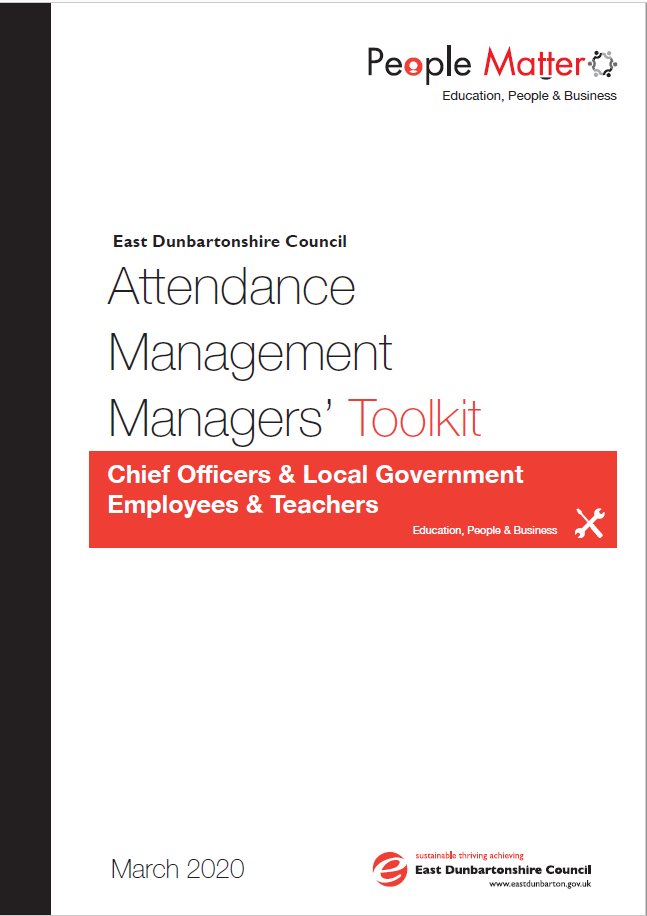 People Matter
Education, People & Business
East Dunbartonshire Council
Attendance
Management
Managers’ Toolkit
Chief Officers & Local Government
Employees & Teachers
Education, People & Business
March 2020
sustainable thriving achieving
East Dunbartonshire Council
www.eastdunbarton.gov.uk